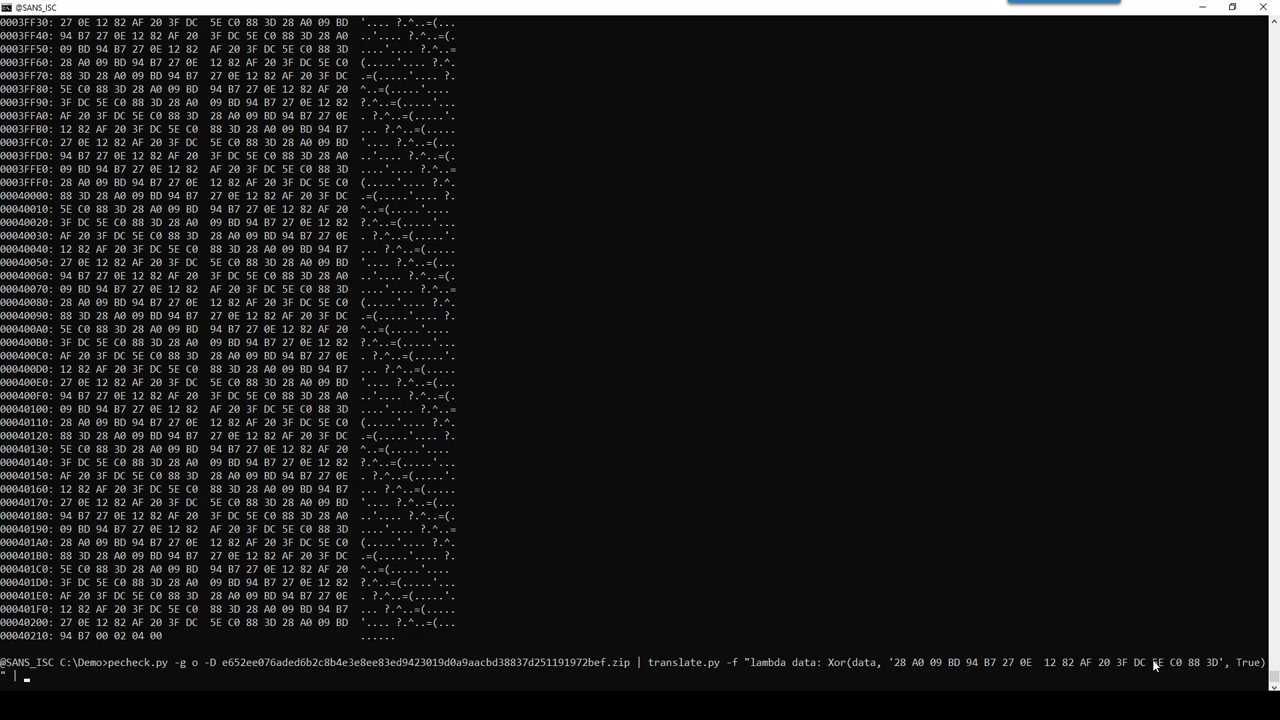 @SANS_ISC
0003FF30: 27 0E 12 82 AF 20 3F DC  5E C0 88 3D 28 A0 09 BD  '.... ?.^..=(...
0003FF40: 94 B7 27 0E 12 82 AF 20  3F DC 5E C0 88 3D 28 A0  ..'.... ?.^..=(.
0003FF50: 09 BD 94 B7 27 0E 12 82  AF 20 3F DC 5E C0 88 3D  ....'.... ?.^..=
0003FF60: 28 A0 09 BD 94 B7 27 0E  12 82 AF 20 3F DC 5E C0  (.....'.... ?.^.
0003FF70: 88 3D 28 A0 09 BD 94 B7  27 0E 12 82 AF 20 3F DC  .=(.....'.... ?.
0003FF80: 5E C0 88 3D 28 A0 09 BD  94 B7 27 0E 12 82 AF 20  ^..=(.....'.... 
0003FF90: 3F DC 5E C0 88 3D 28 A0  09 BD 94 B7 27 0E 12 82  ?.^..=(.....'...
0003FFA0: AF 20 3F DC 5E C0 88 3D  28 A0 09 BD 94 B7 27 0E  . ?.^..=(.....'.
0003FFB0: 12 82 AF 20 3F DC 5E C0  88 3D 28 A0 09 BD 94 B7  ... ?.^..=(.....
0003FFC0: 27 0E 12 82 AF 20 3F DC  5E C0 88 3D 28 A0 09 BD  '.... ?.^..=(...
0003FFD0: 94 B7 27 0E 12 82 AF 20  3F DC 5E C0 88 3D 28 A0  ..'.... ?.^..=(.
0003FFE0: 09 BD 94 B7 27 0E 12 82  AF 20 3F DC 5E C0 88 3D  ....'.... ?.^..=
0003FFF0: 28 A0 09 BD 94 B7 27 0E  12 82 AF 20 3F DC 5E C0  (.....'.... ?.^.
00040000: 88 3D 28 A0 09 BD 94 B7  27 0E 12 82 AF 20 3F DC  .=(.....'.... ?.
00040010: 5E C0 88 3D 28 A0 09 BD  94 B7 27 0E 12 82 AF 20  ^..=(.....'.... 
00040020: 3F DC 5E C0 88 3D 28 A0  09 BD 94 B7 27 0E 12 82  ?.^..=(.....'...
00040030: AF 20 3F DC 5E C0 88 3D  28 A0 09 BD 94 B7 27 0E  . ?.^..=(.....'.
00040040: 12 82 AF 20 3F DC 5E C0  88 3D 28 A0 09 BD 94 B7  ... ?.^..=(.....
00040050: 27 0E 12 82 AF 20 3F DC  5E C0 88 3D 28 A0 09 BD  '.... ?.^..=(...
00040060: 94 B7 27 0E 12 82 AF 20  3F DC 5E C0 88 3D 28 A0  ..'.... ?.^..=(.
00040070: 09 BD 94 B7 27 0E 12 82  AF 20 3F DC 5E C0 88 3D  ....'.... ?.^..=
00040080: 28 A0 09 BD 94 B7 27 0E  12 82 AF 20 3F DC 5E C0  (.....'.... ?.^.
00040090: 88 3D 28 A0 09 BD 94 B7  27 0E 12 82 AF 20 3F DC  .=(.....'.... ?.
000400A0: 5E C0 88 3D 28 A0 09 BD  94 B7 27 0E 12 82 AF 20  ^..=(.....'.... 
000400B0: 3F DC 5E C0 88 3D 28 A0  09 BD 94 B7 27 0E 12 82  ?.^..=(.....'...
000400C0: AF 20 3F DC 5E C0 88 3D  28 A0 09 BD 94 B7 27 0E  . ?.^..=(.....'.
000400D0: 12 82 AF 20 3F DC 5E C0  88 3D 28 A0 09 BD 94 B7  ... ?.^..=(.....
000400E0: 27 0E 12 82 AF 20 3F DC  5E C0 88 3D 28 A0 09 BD  '.... ?.^..=(...
000400F0: 94 B7 27 0E 12 82 AF 20  3F DC 5E C0 88 3D 28 A0  ..'.... ?.^..=(.
00040100: 09 BD 94 B7 27 0E 12 82  AF 20 3F DC 5E C0 88 3D  ....'.... ?.^..=
00040110: 28 A0 09 BD 94 B7 27 0E  12 82 AF 20 3F DC 5E C0  (.....'.... ?.^.
00040120: 88 3D 28 A0 09 BD 94 B7  27 0E 12 82 AF 20 3F DC  .=(.....'.... ?.
00040130: 5E C0 88 3D 28 A0 09 BD  94 B7 27 0E 12 82 AF 20  ^..=(.....'.... 
00040140: 3F DC 5E C0 88 3D 28 A0  09 BD 94 B7 27 0E 12 82  ?.^..=(.....'...
00040150: AF 20 3F DC 5E C0 88 3D  28 A0 09 BD 94 B7 27 0E  . ?.^..=(.....'.
00040160: 12 82 AF 20 3F DC 5E C0  88 3D 28 A0 09 BD 94 B7  ... ?.^..=(.....
00040170: 27 0E 12 82 AF 20 3F DC  5E C0 88 3D 28 A0 09 BD  '.... ?.^..=(...
00040180: 94 B7 27 0E 12 82 AF 20  3F DC 5E C0 88 3D 28 A0  ..'.... ?.^..=(.
00040190: 09 BD 94 B7 27 0E 12 82  AF 20 3F DC 5E C0 88 3D  ....'.... ?.^..=
000401A0: 28 A0 09 BD 94 B7 27 0E  12 82 AF 20 3F DC 5E C0  (.....'.... ?.^.
000401B0: 88 3D 28 A0 09 BD 94 B7  27 0E 12 82 AF 20 3F DC  .=(.....'.... ?.
000401C0: 5E C0 88 3D 28 A0 09 BD  94 B7 27 0E 12 82 AF 20  ^..=(.....'.... 
000401D0: 3F DC 5E C0 88 3D 28 A0  09 BD 94 B7 27 0E 12 82  ?.^..=(.....'...
000401E0: AF 20 3F DC 5E C0 88 3D  28 A0 09 BD 94 B7 27 0E  . ?.^..=(.....'.
000401F0: 12 82 AF 20 3F DC 5E C0  88 3D 28 A0 09 BD 94 B7  ... ?.^..=(.....
00040200: 27 0E 12 82 AF 20 3F DC  5E C0 88 3D 28 A0 09 BD  '.... ?.^..=(...
00040210: 94 B7 00 02 04 00  ......
@SANS_ISC C:\Demo>pecheck.py -g o -D e652ee076aded6b2c8b4e3e8ee83ed9423019d0a9aacbd38837d251191972bef.zip | translate.py -f "lambda data: Xor(data, '28 A0 09 BD 94 B7 27 0E  12 82 AF 20 3F DC 5E C0 88 3D', True)
" | _